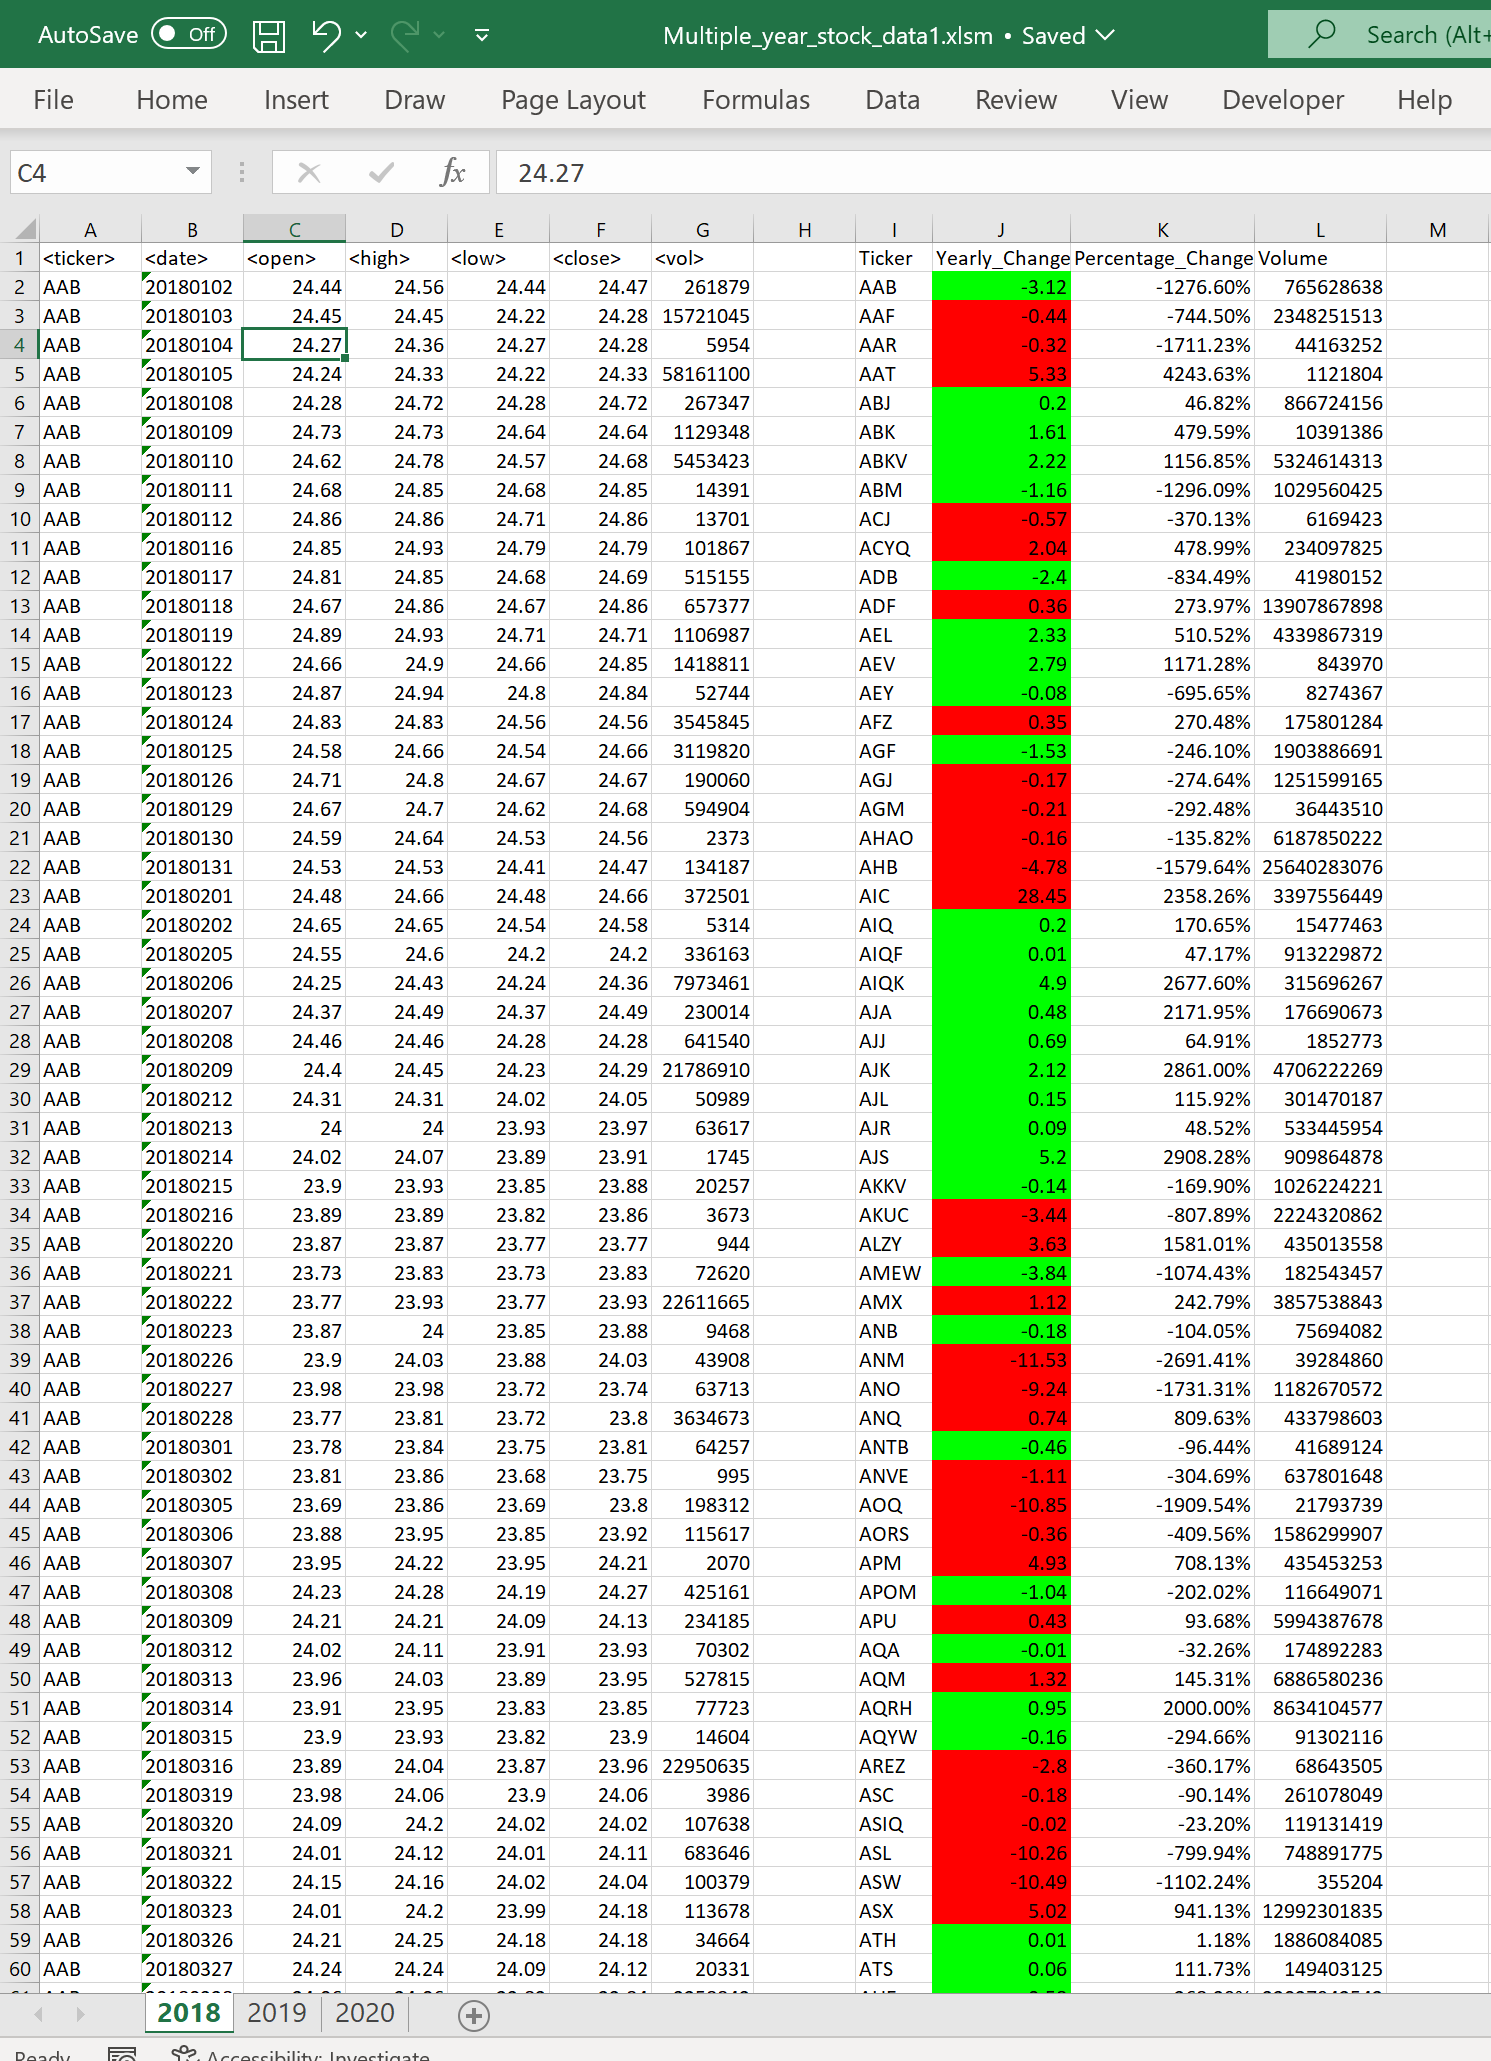 AutoSave Off Multiple_year_stock_data1.xlsm • Saved Search (Alt+
File Home Insert Draw Page Layout Formulas Data Review View Developer Help
C4 fx 24.27
A B C D E F G H I J K L M
1 <ticker> <date> <open> <high> <low> <close> <vol> Ticker Yearly_Change Percentage_Change Volume
2 AAB 20180102 24.44 24.56 24.44 24.47 261879 AAB -3.12 -1276.60% 765628638
3 AAB 20180103 24.45 24.45 24.22 24.28 15721045 AAF -0.44 -744.50% 2348251513
4 AAB 20180104 24.27 24.36 24.27 24.28 5954 AAR -0.32 -1711.23% 44163252
5 AAB 20180105 24.24 24.33 24.22 24.33 58161100 AAT 5.33 4243.63% 1121804
6 AAB 20180108 24.28 24.72 24.28 24.72 267347 ABJ 0.2 46.82% 866724156
7 AAB 20180109 24.73 24.73 24.64 24.64 1129348 ABK 1.61 479.59% 10391386
8 AAB 20180110 24.62 24.78 24.57 24.68 5453423 ABKV 2.22 1156.85% 5324614313
9 AAB 20180111 24.68 24.85 24.68 24.85 14391 ABM -1.16 -1296.09% 1029560425
10 AAB 20180112 24.86 24.86 24.71 24.86 13701 ACJ -0.57 -370.13% 6169423
11 AAB 20180116 24.85 24.93 24.79 24.79 101867 ACYQ 2.04 478.99% 234097825
12 AAB 20180117 24.81 24.85 24.68 24.69 515155 ADB -2.4 -834.49% 41980152
13 AAB 20180118 24.67 24.86 24.67 24.86 657377 ADF 0.36 273.97% 13907867898
14 AAB 20180119 24.89 24.93 24.71 24.71 1106987 AEL 2.33 510.52% 4339867319
15 AAB 20180122 24.66 24.9 24.66 24.85 1418811 AEV 2.79 1171.28% 843970
16 AAB 20180123 24.87 24.94 24.8 24.84 52744 AEY -0.08 -695.65% 8274367
17 AAB 20180124 24.83 24.83 24.56 24.56 3545845 AFZ 0.35 270.48% 175801284
18 AAB 20180125 24.58 24.66 24.54 24.66 3119820 AGF -1.53 -246.10% 1903886691
19 AAB 20180126 24.71 24.8 24.67 24.67 190060 AGJ -0.17 -274.64% 1251599165
20 AAB 20180129 24.67 24.7 24.62 24.68 594904 AGM -0.21 -292.48% 36443510
21 AAB 20180130 24.59 24.64 24.53 24.56 2373 AHAO -0.16 -135.82% 6187850222
22 AAB 20180131 24.53 24.53 24.41 24.47 134187 AHB -4.78 -1579.64% 25640283076
23 AAB 20180201 24.48 24.66 24.48 24.66 372501 AIC 28.45 2358.26% 3397556449
24 AAB 20180202 24.65 24.65 24.54 24.58 5314 AIQ 0.2 170.65% 15477463
25 AAB 20180205 24.55 24.6 24.2 24.2 336163 AIQF 0.01 47.17% 913229872
26 AAB 20180206 24.25 24.43 24.24 24.36 7973461 AIQK 4.9 2677.60% 315696267
27 AAB 20180207 24.37 24.49 24.37 24.49 230014 AJA 0.48 2171.95% 176690673
28 AAB 20180208 24.46 24.46 24.28 24.28 641540 AJJ 0.69 64.91% 1852773
29 AAB 20180209 24.4 24.45 24.23 24.29 21786910 AJK 2.12 2861.00% 4706222269
30 AAB 20180212 24.31 24.31 24.02 24.05 50989 AJL 0.15 115.92% 301470187
31 AAB 20180213 24 24 23.93 23.97 63617 AJR 0.09 48.52% 533445954
32 AAB 20180214 24.02 24.07 23.89 23.91 1745 AJS 5.2 2908.28% 909864878
33 AAB 20180215 23.9 23.93 23.85 23.88 20257 AKKV -0.14 -169.90% 1026224221
34 AAB 20180216 23.89 23.89 23.82 23.86 3673 AKUC -3.44 -807.89% 2224320862
35 AAB 20180220 23.87 23.87 23.77 23.77 944 ALZY 3.63 1581.01% 435013558
36 AAB 20180221 23.73 23.83 23.73 23.83 72620 AMEW -3.84 -1074.43% 182543457
37 AAB 20180222 23.77 23.93 23.77 23.93 22611665 AMX 1.12 242.79% 3857538843
38 AAB 20180223 23.87 24 23.85 23.88 9468 ANB -0.18 -104.05% 75694082
39 AAB 20180226 23.9 24.03 23.88 24.03 43908 ANM -11.53 -2691.41% 39284860
40 AAB 20180227 23.98 23.98 23.72 23.74 63713 ANO -9.24 -1731.31% 1182670572
41 AAB 20180228 23.77 23.81 23.72 23.8 3634673 ANQ 0.74 809.63% 433798603
42 AAB 20180301 23.78 23.84 23.75 23.81 64257 ANTB -0.46 -96.44% 41689124
43 AAB 20180302 23.81 23.86 23.68 23.75 995 ANVE -1.11 -304.69% 637801648
44 AAB 20180305 23.69 23.86 23.69 23.8 198312 AOQ -10.85 -1909.54% 21793739
45 AAB 20180306 23.88 23.95 23.85 23.92 115617 AORS -0.36 -409.56% 1586299907
46 AAB 20180307 23.95 24.22 23.95 24.21 2070 APM 4.93 708.13% 435453253
47 AAB 20180308 24.23 24.28 24.19 24.27 425161 APOM -1.04 -202.02% 116649071
48 AAB 20180309 24.21 24.21 24.09 24.13 234185 APU 0.43 93.68% 5994387678
49 AAB 20180312 24.02 24.11 23.91 23.93 70302 AQA -0.01 -32.26% 174892283
50 AAB 20180313 23.96 24.03 23.89 23.95 527815 AQM 1.32 145.31% 6886580236
51 AAB 20180314 23.91 23.95 23.83 23.85 77723 AQRH 0.95 2000.00% 8634104577
52 AAB 20180315 23.9 23.93 23.82 23.9 14604 AQYW -0.16 -294.66% 91302116
53 AAB 20180316 23.89 24.04 23.87 23.96 22950635 AREZ -2.8 -360.17% 68643505
54 AAB 20180319 23.98 24.06 23.9 24.06 3986 ASC -0.18 -90.14% 261078049
55 AAB 20180320 24.09 24.2 24.02 24.02 107638 ASIQ -0.02 -23.20% 119131419
56 AAB 20180321 24.01 24.12 24.01 24.11 683646 ASL -10.26 -799.94% 748891775
57 AAB 20180322 24.15 24.16 24.02 24.04 100379 ASW -10.49 -1102.24% 355204
58 AAB 20180323 24.01 24.2 23.99 24.18 113678 ASX 5.02 941.13% 12992301835
59 AAB 20180326 24.21 24.25 24.18 24.18 34664 ATH 0.01 1.18% 1886084085
60 AAB 20180327 24.24 24.24 24.09 24.12 20331 ATS 0.06 111.73% 149403125
2018 2019 2020
Ready Accessibility: Investigate